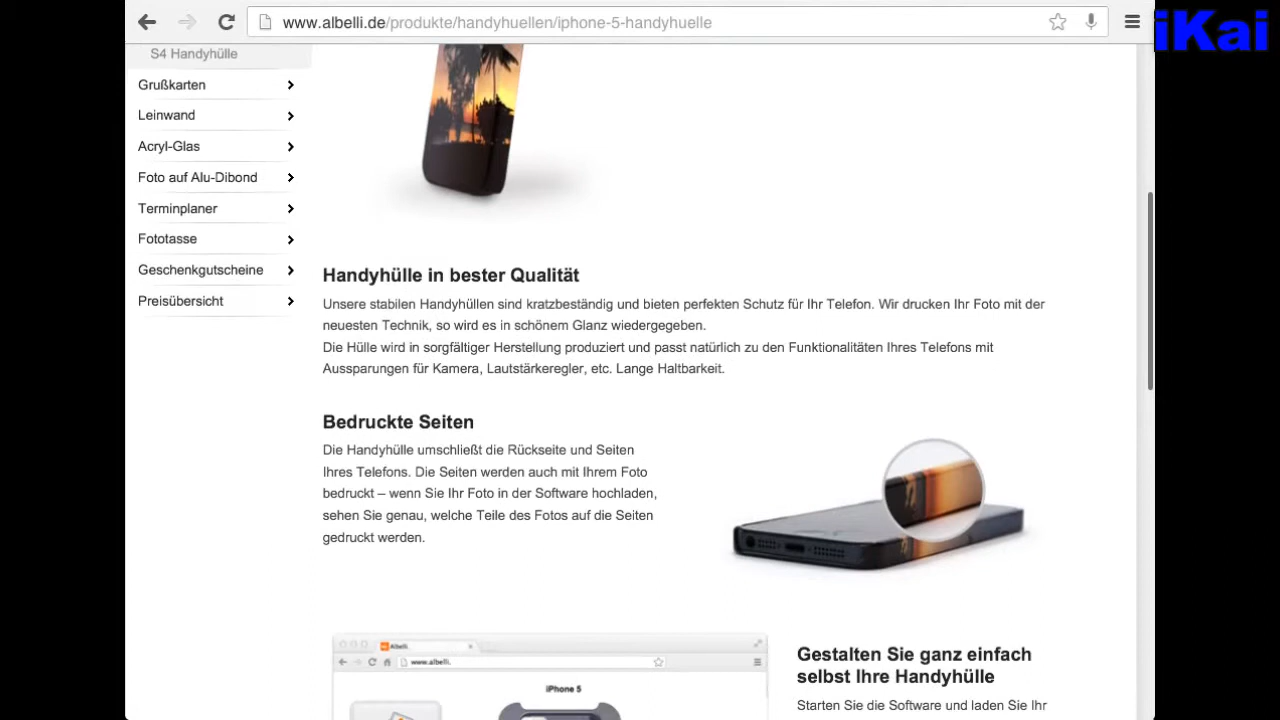 www.albelli.de/produkte/handyhuellen/iphone-5-handyhuelle
iKai
S4 Handyhülle
Grußkarten
Leinwand
Acryl-Glas
Foto auf Alu-Dibond
Terminplaner
Fototasse
Geschenkgutscheine
Preisübersicht
Handyhülle in bester Qualität
Unsere stabilen Handyhüllen sind kratzbeständig und bieten perfekten Schutz für Ihr Telefon. Wir drucken Ihr Foto mit der
neuesten Technik, so wird es in schönem Glanz wiedergegeben.
Die Hülle wird in sorgfältiger Herstellung produziert und passt natürlich zu den Funktionalitäten Ihres Telefons mit
Aussparungen für Kamera, Lautstärkeregler, etc. Lange Haltbarkeit.
Bedruckte Seiten
Die Handyhülle umschließt die Rückseite und Seiten
Ihres Telefons. Die Seiten werden auch mit Ihrem Foto
bedruckt – wenn Sie Ihr Foto in der Software hochladen,
sehen Sie genau, welche Teile des Fotos auf die Seiten
gedruckt werden.
Albelli.
www.albelli.
iPhone 5
Gestalten Sie ganz einfach
selbst Ihre Handyhülle
Starten Sie die Software und laden Sie Ihr